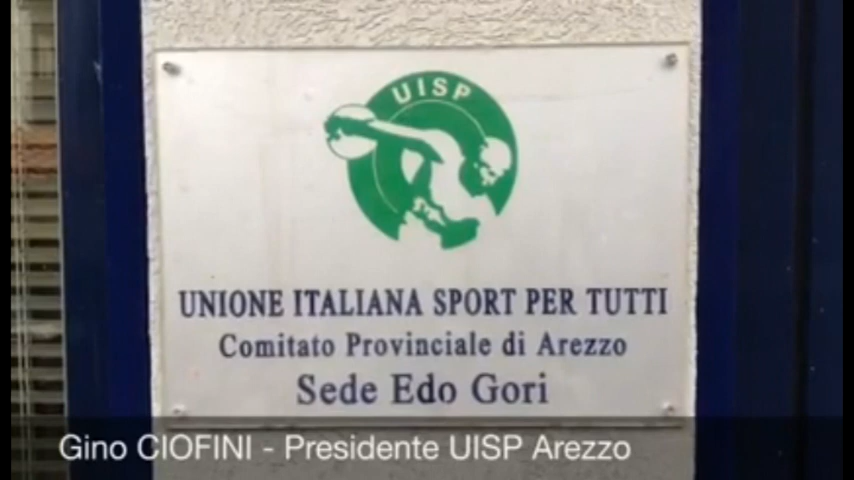 UISP
UNIONE ITALIANA SPORT PER TUTTI
Comitato Provinciale di Arezzo
Sede Edo Gori
Gino CIOFINI - Presidente UISP Arezzo